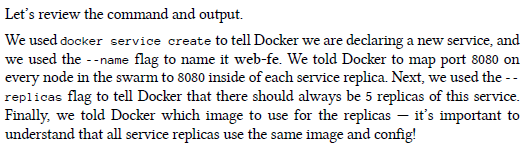 Let's review the command and output.
We used docker service create to tell Docker we are declaring a new service, and
we used the --name flag to name it web-fe. We told Docker to map port 8080 on
every node in the swarm to 8080 inside of each service replica. Next, we used the --
replicas flag to tell Docker that there should always be 5 replicas of this service.
Finally, we told Docker which image to use for the replicas — it's important to
understand that all service replicas use the same image and config!